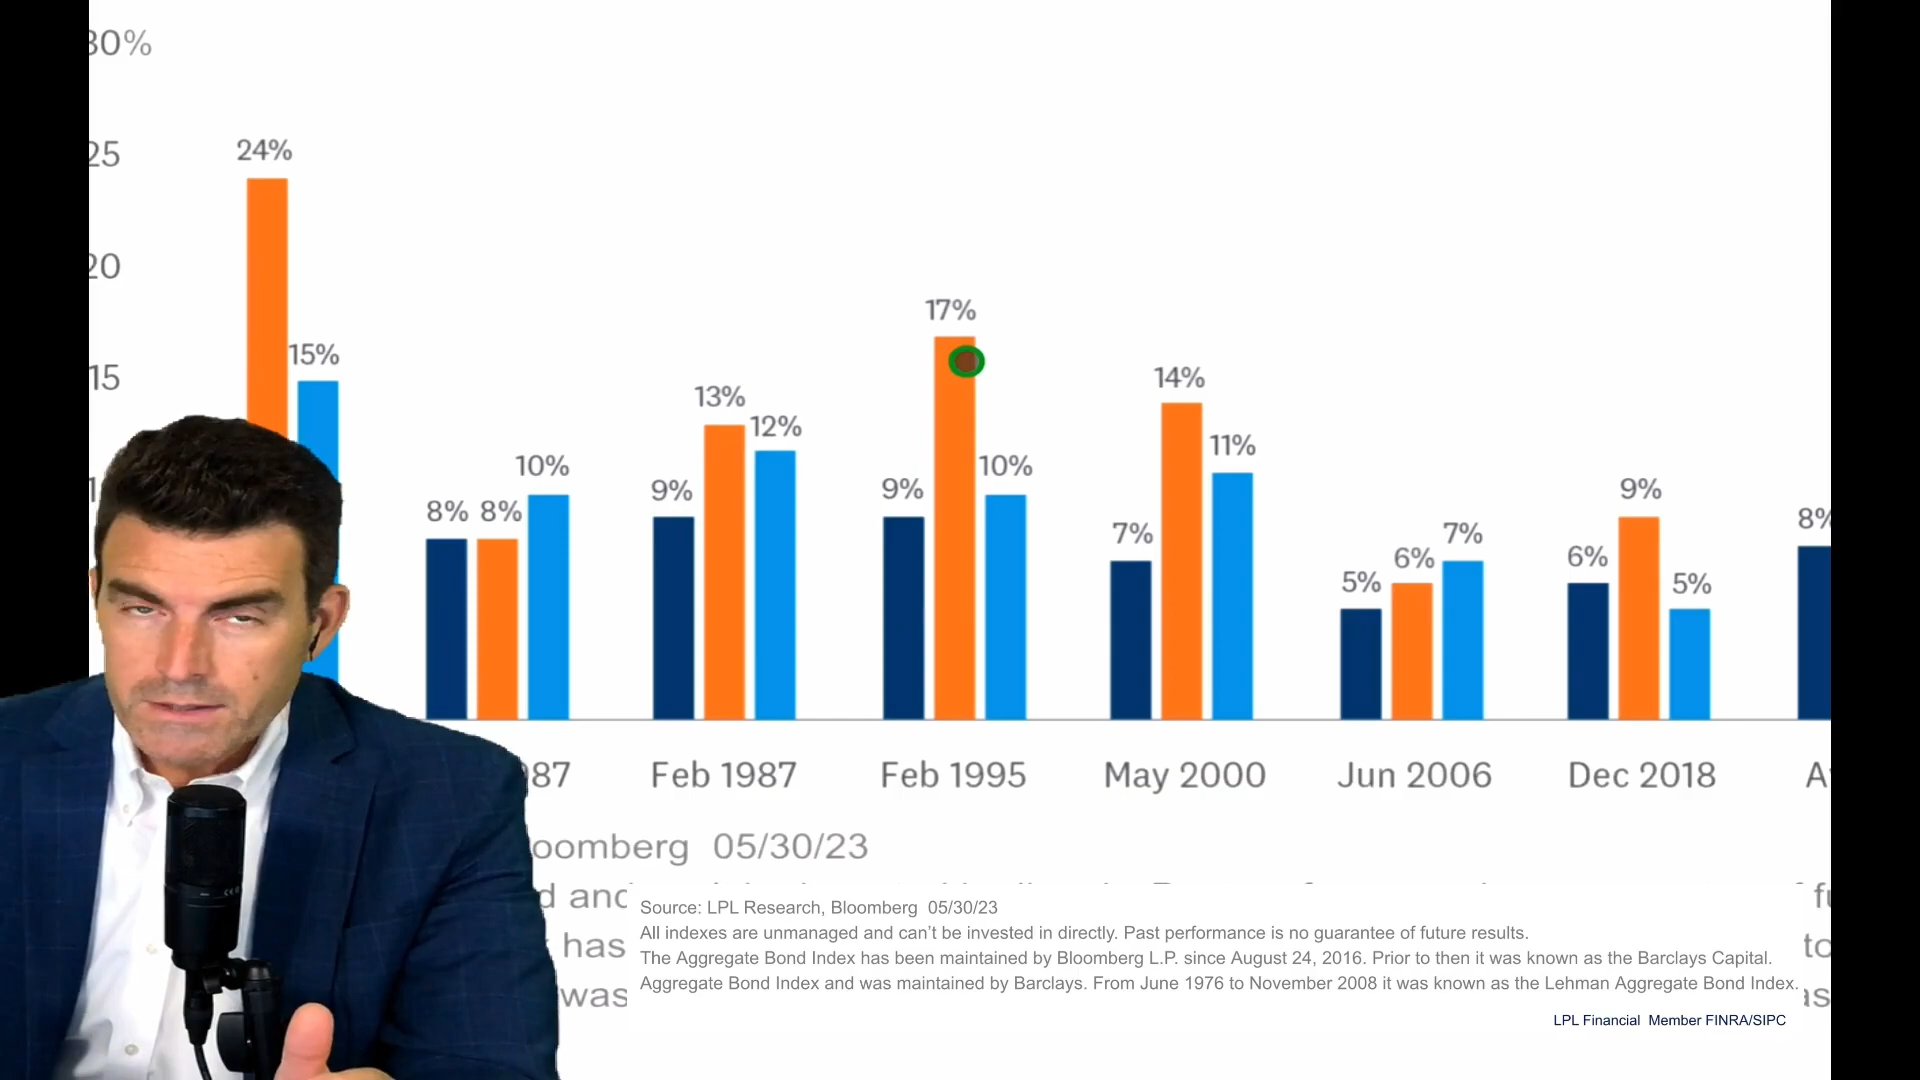 30%
25
20
15
1
24%
15%
8% 8% 10%
9% 13% 12%
9% 17% 10%
7% 14% 11%
5% 6% 7%
6% 9% 5%
8%
987 Feb 1987 Feb 1995 May 2000 Jun 2006 Dec 2018 A
oomberg 05/30/23
d and
has
was
Source: LPL Research, Bloomberg 05/30/23
All indexes are unmanaged and can't be invested in directly. Past performance is no guarantee of future results.
The Aggregate Bond Index has been maintained by Bloomberg L.P. since August 24, 2016. Prior to then it was known as the Barclays Capital.
Aggregate Bond Index and was maintained by Barclays. From June 1976 to November 2008 it was known as the Lehman Aggregate Bond Index.
LPL Financial Member FINRA/SIPC